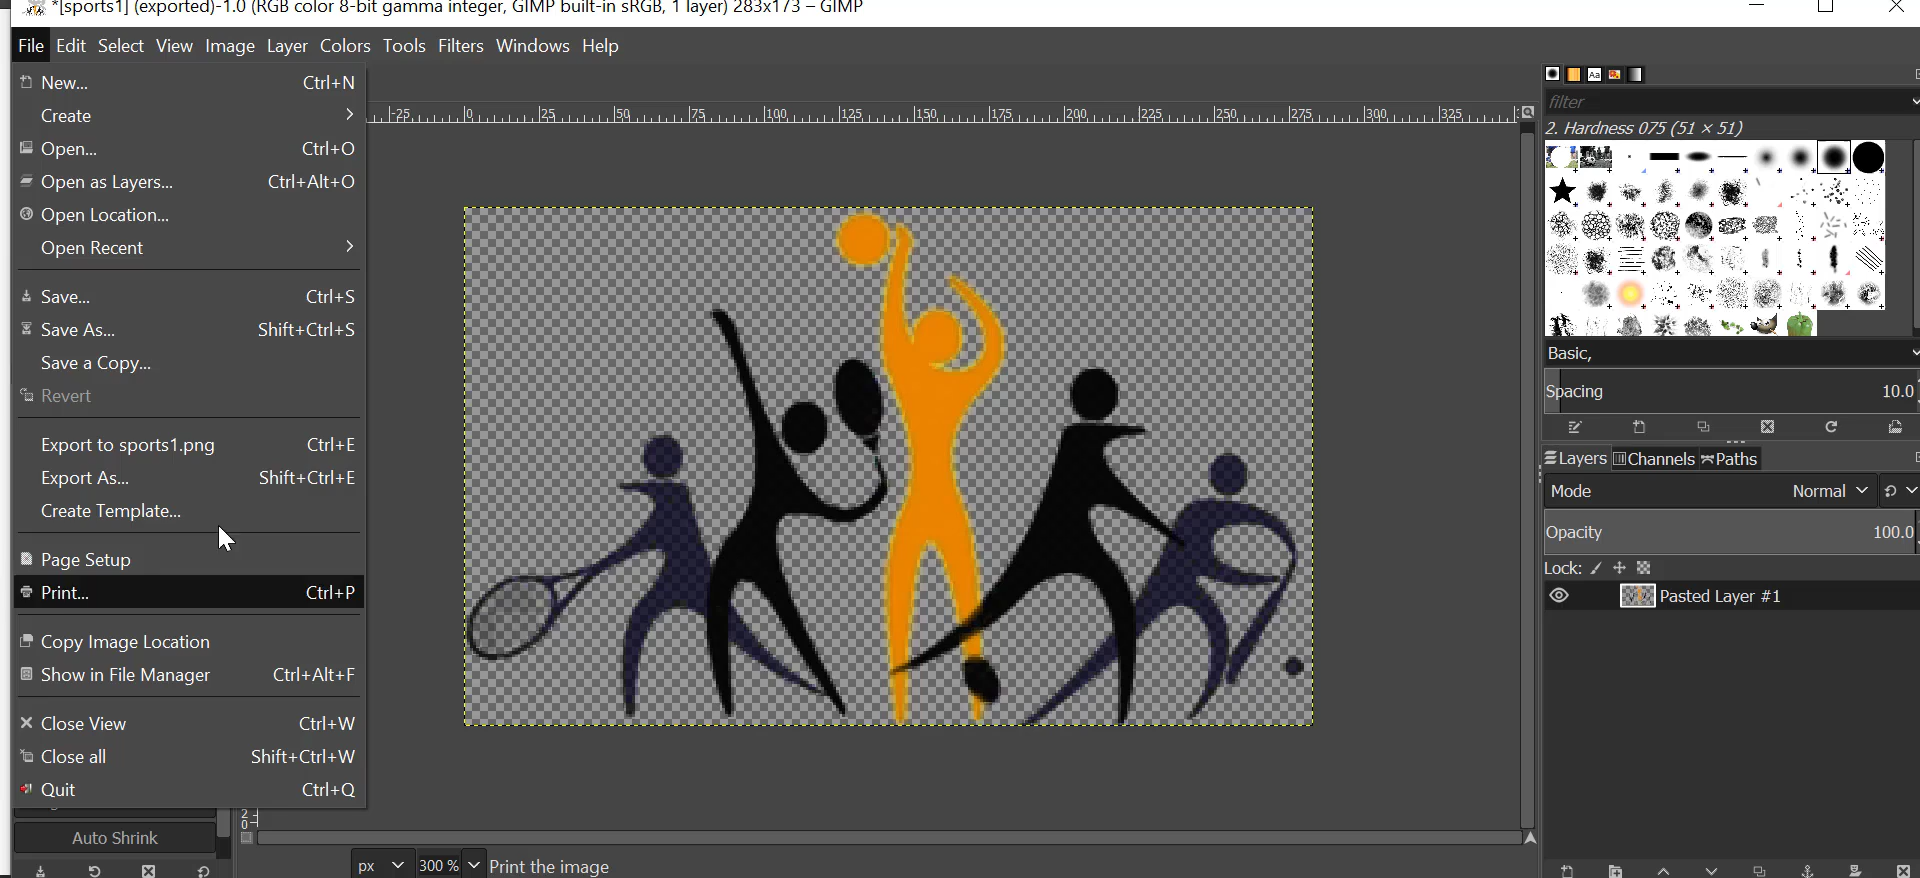 *[sports1] (exported)-1.0 (RGB color 8-bit gamma integer, GIMP built-in sRGB, 1 layer) 283x173 – GIMP
File Edit Select View Image Layer Colors Tools Filters Windows Help
New... Ctrl+N
Create
Open... Ctrl+O
Open as Layers... Ctrl+Alt+O
Open Location...
Open Recent
Save... Ctrl+S
Save As... Shift+Ctrl+S
Save a Copy...
Revert
Export to sports1.png Ctrl+E
Export As... Shift+Ctrl+E
Create Template...
Page Setup
Print... Ctrl+P
Copy Image Location
Show in File Manager Ctrl+Alt+F
Close View Ctrl+W
Close all Shift+Ctrl+W
Quit Ctrl+Q
Auto Shrink
-25 0 25 50 75 100 125 150 175 200 225 250 275 300 325
px 300 % Print the image
Aa
filter
2. Hardness 075 (51 × 51)
Basic,
Spacing 10.0
Layers Channels Paths
Mode Normal
Opacity 100.0
Lock:
Pasted Layer #1